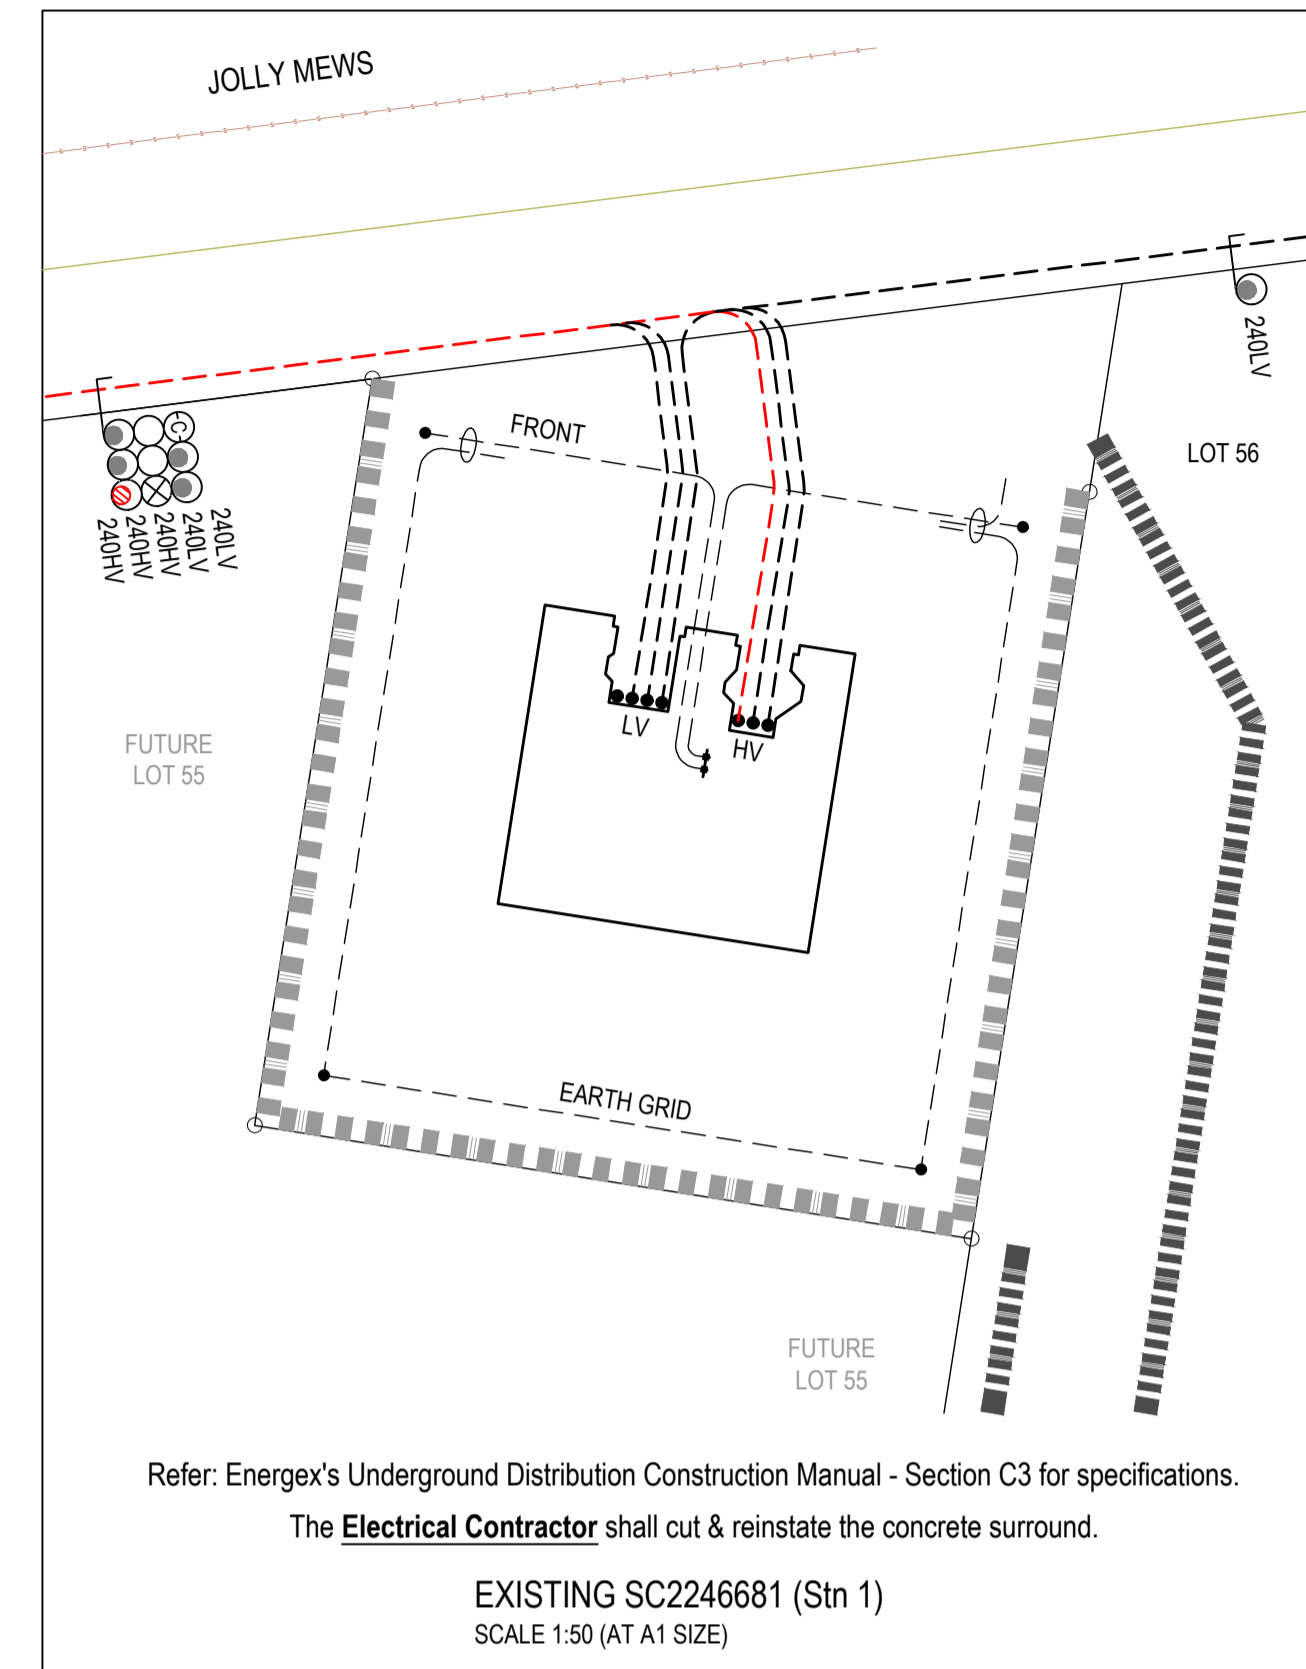 JOLLY MEWS
240LV
FRONT
LOT 56
C
240HV
240HV
240HV
240LV
240LV
LV
HV
FUTURE
LOT 55
EARTH GRID
FUTURE
LOT 55
Refer: Energex's Underground Distribution Construction Manual - Section C3 for specifications.
The Electrical Contractor shall cut & reinstate the concrete surround.
EXISTING SC2246681 (Stn 1)
SCALE 1:50 (AT A1 SIZE)